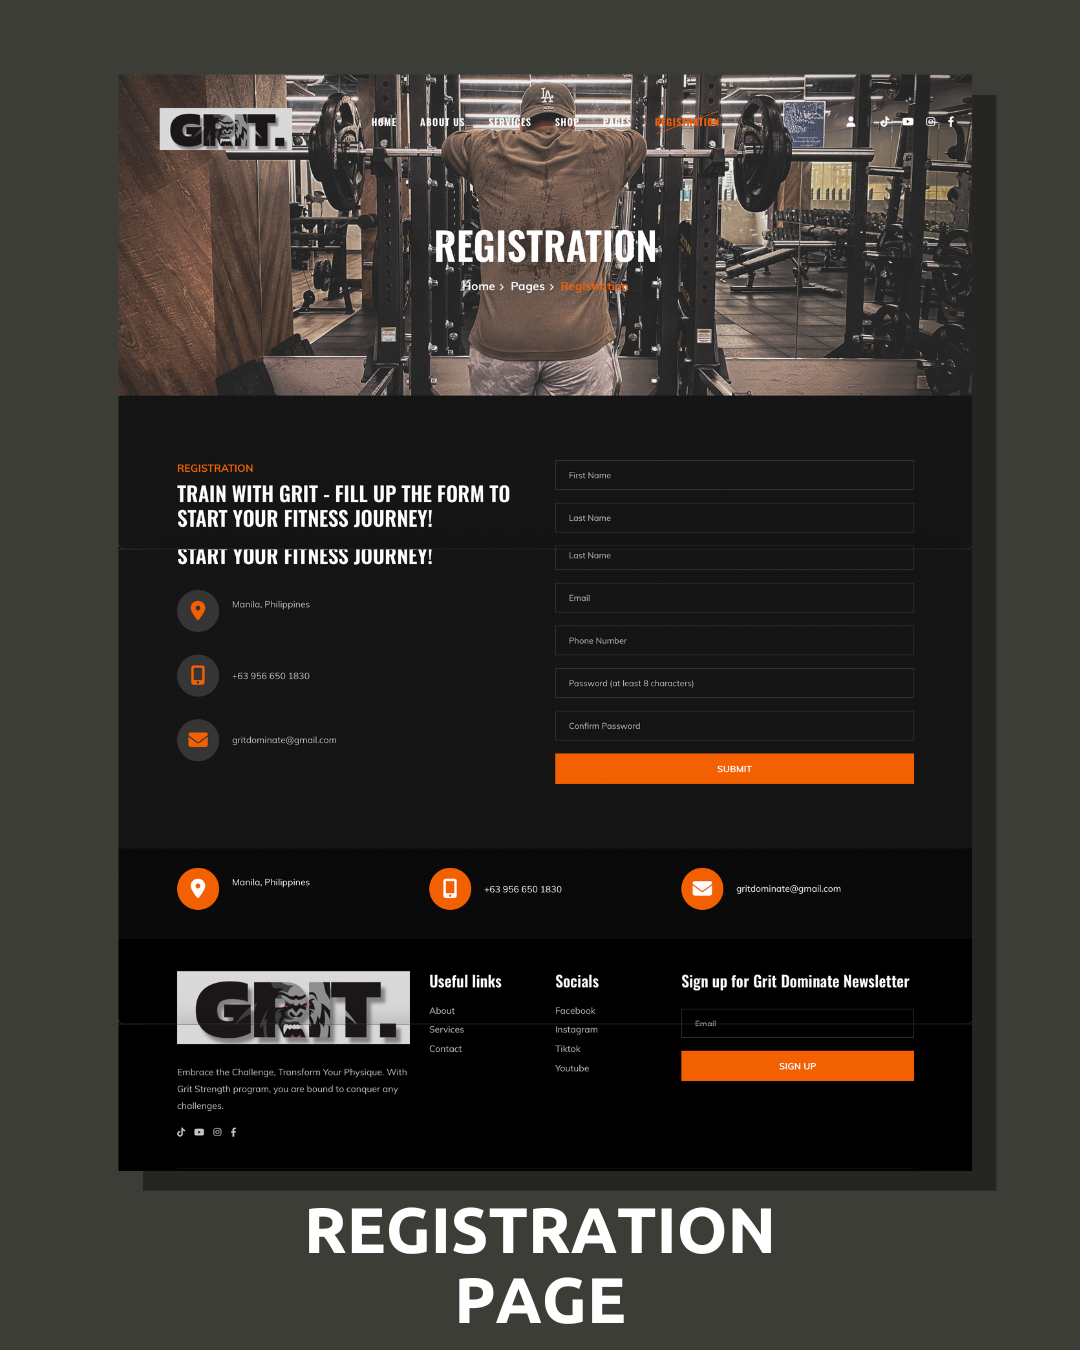 GRIT.
HOME ABOUT US SERVICES SHOP PAGES REGISTRATION
LA
REGISTRATION
Home > Pages > Registration
REGISTRATION
TRAIN WITH GRIT - FILL UP THE FORM TO
START YOUR FITNESS JOURNEY!
START YOUR FITNESS JOURNEY!
Manila, Philippines
+63 956 650 1830
gritdominate@gmail.com
First Name
Last Name
Last Name
Email
Phone Number
Password (at least 8 characters)
Confirm Password
SUBMIT
Manila, Philippines
+63 956 650 1830
gritdominate@gmail.com
GRIT.
Embrace the Challenge, Transform Your Physique. With
Grit Strength program, you are bound to conquer any
challenges.
Useful links
About
Services
Contact
Socials
Facebook
Instagram
Tiktok
Youtube
Sign up for Grit Dominate Newsletter
Email
SIGN UP
REGISTRATION
PAGE